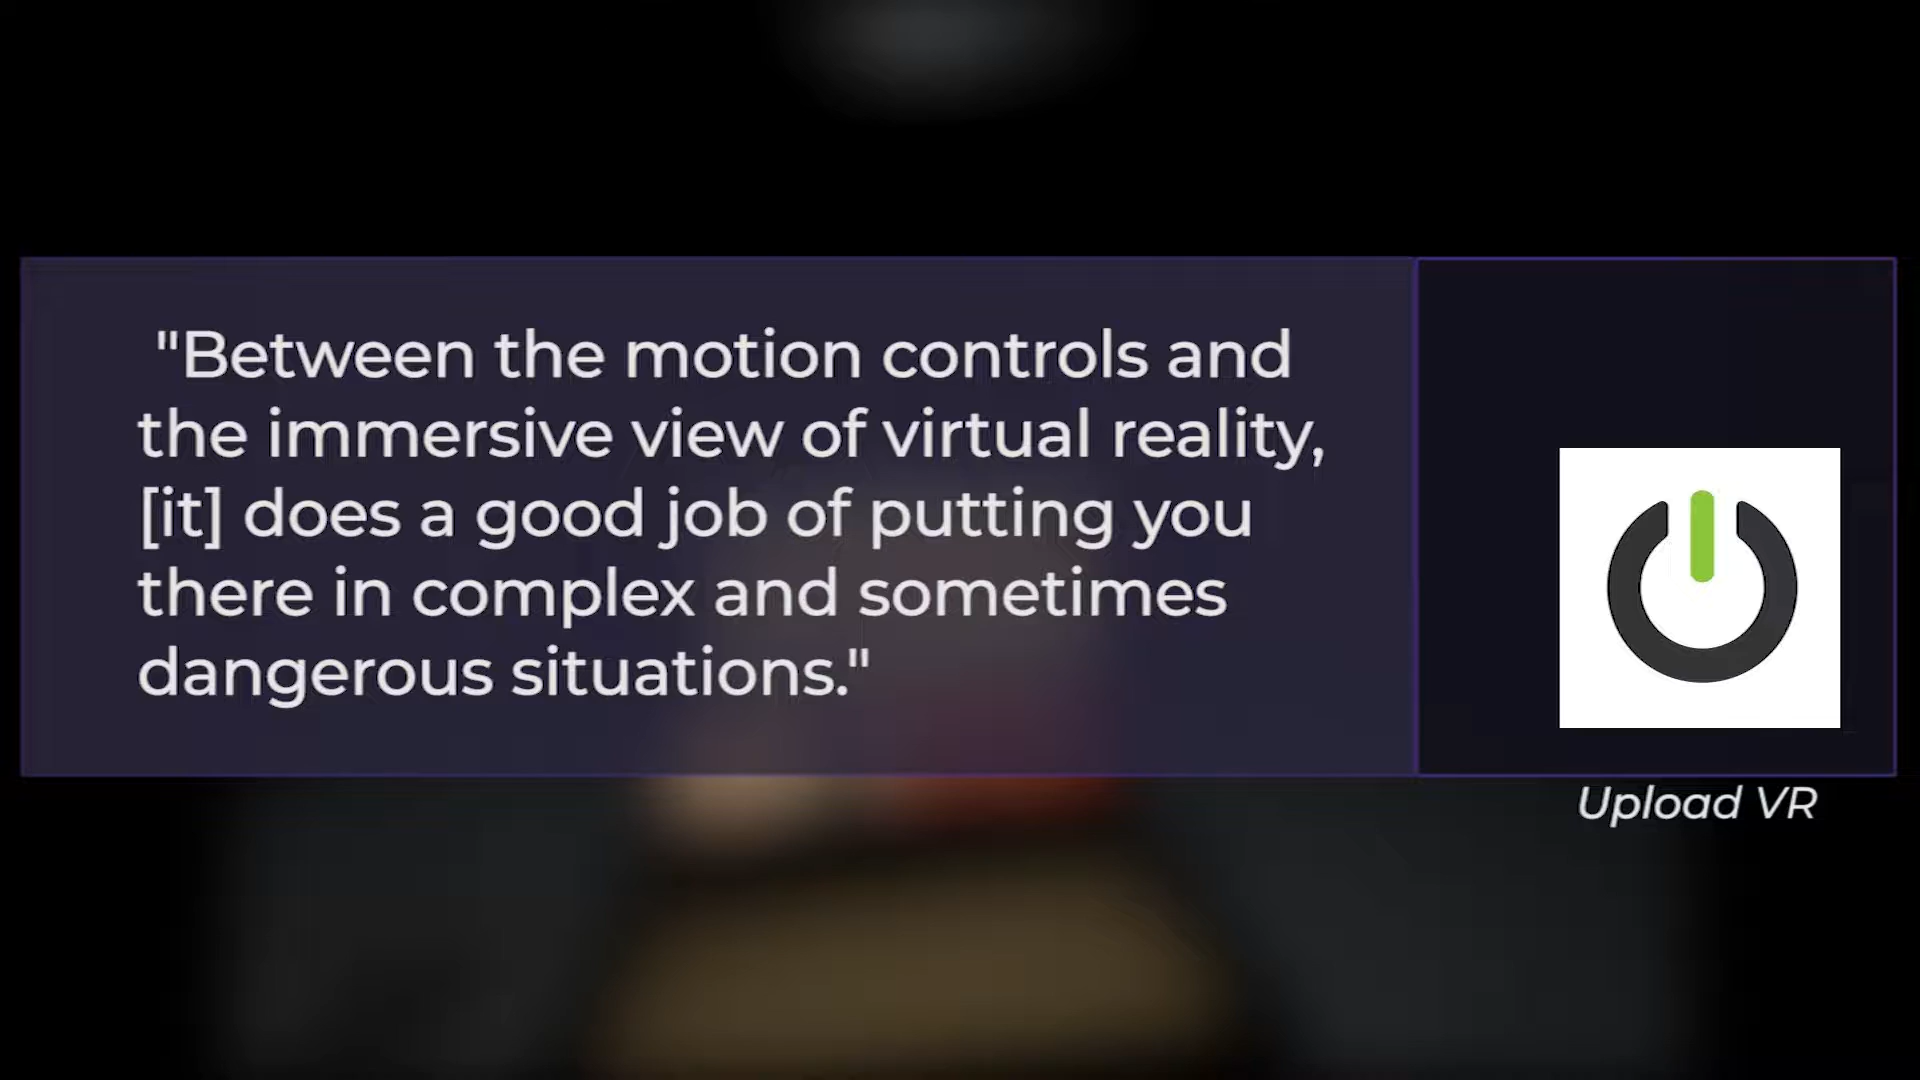 "Between the motion controls and
the immersive view of virtual reality,
[it] does a good job of putting you
there in complex and sometimes
dangerous situations."
Upload VR